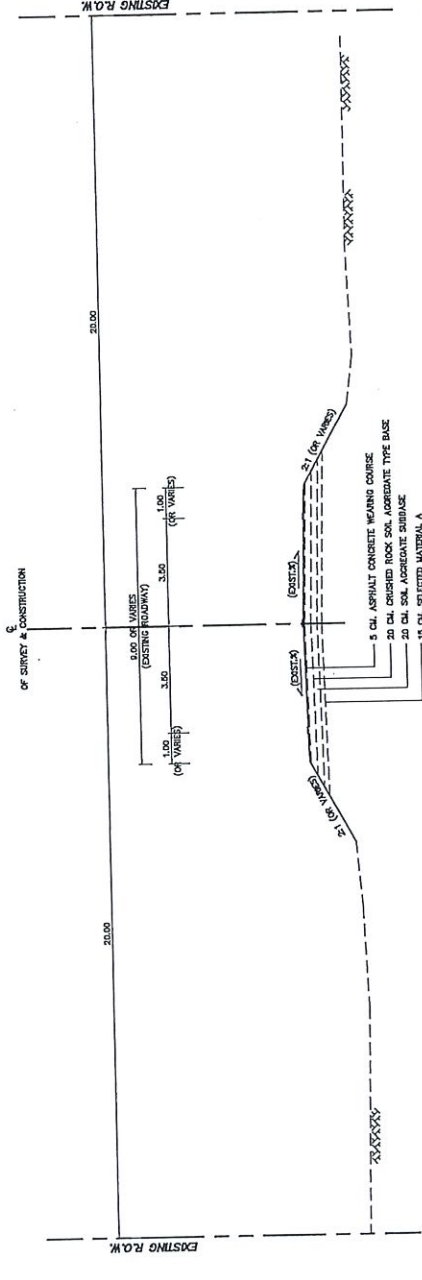 ℄
OF SURVEY & CONSTRUCTION
EXISTING R.O.W.
EXISTING R.O.W.
20.00
20.00
9.00 OR VARIES
(EXISTING ROADWAY)
1.00
(OR VARIES)
3.50
3.50
1.00
(OR VARIES)
(EXIST.%)
(EXIST.%)
2:1 (OR VARIES)
2:1 (OR VARIES)
5 CM. ASPHALT CONCRETE WEARING COURSE
20 CM. CRUSHED ROCK SOIL AGGREGATE TYPE BASE
20 CM. SOIL AGGREGATE SUBBASE
15 CM. SELECTED MATERIAL A